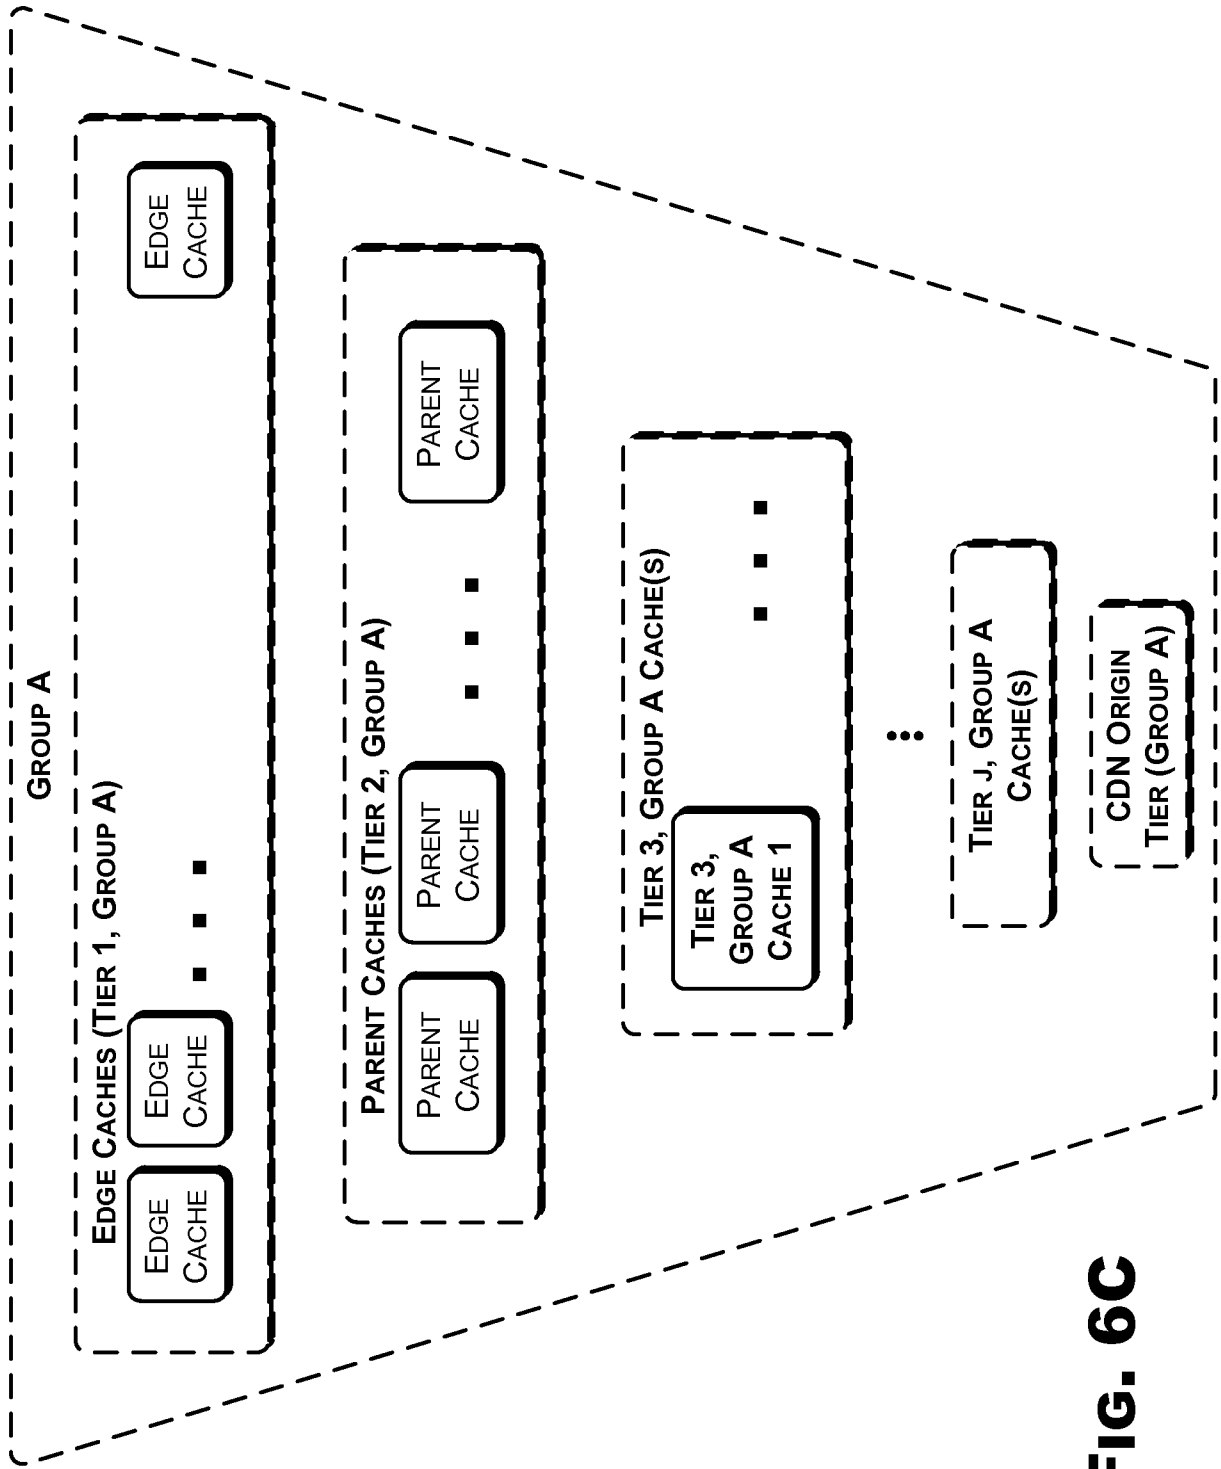 GROUP A
EDGE CACHES (TIER 1, GROUP A)
EDGE
CACHE
EDGE
CACHE
EDGE
CACHE
PARENT CACHES (TIER 2, GROUP A)
PARENT
CACHE
PARENT
CACHE
PARENT
CACHE
TIER 3, GROUP A CACHE(S)
TIER 3,
GROUP A
CACHE 1
TIER J, GROUP A
CACHE(S)
CDN ORIGIN
TIER (GROUP A)
FIG. 6C